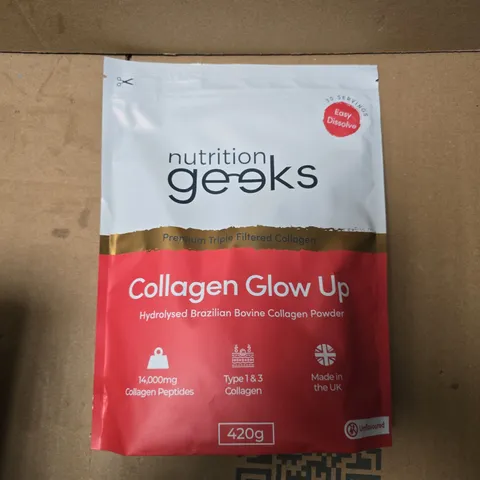 30 SERVINGS
Easy
Dissolve
nutrition
geeks
Premium Triple Filtered Collagen
Collagen Glow Up
Hydrolysed Brazilian Bovine Collagen Powder
14,000mg
Collagen Peptides
Type 1 & 3
Collagen
Made in
the UK
420g
Unflavoured